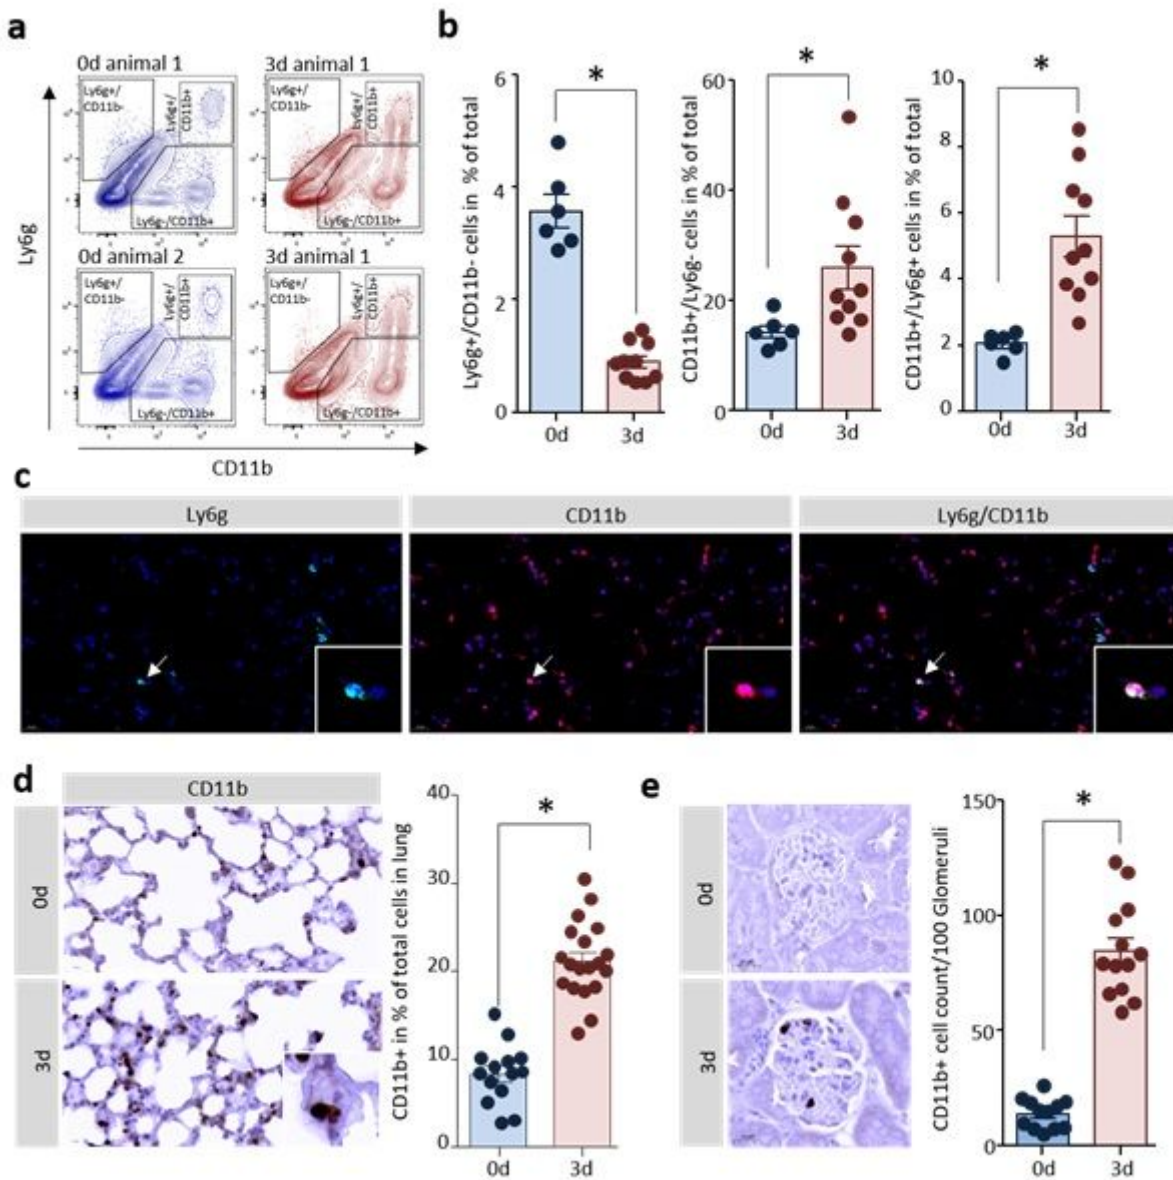 a
0d animal 1
3d animal 1
Ly6g+/
CD11b-
Ly6g+/
CD11b+
Ly6g-/CD11b+
Ly6g+/
CD11b-
Ly6g+/
CD11b+
Ly6g-/CD11b+
0d animal 2
3d animal 1
Ly6g+/
CD11b-
Ly6g+/
CD11b+
Ly6g-/CD11b+
Ly6g+/
CD11b-
Ly6g+/
CD11b+
Ly6g-/CD11b+
Ly6g
CD11b
b
Ly6g+/CD11b- cells in % of total
6
4
2
0
*
0d 3d
CD11b+/Ly6g- cells in % of total
60
40
20
0
*
0d 3d
CD11b+/Ly6g+ cells in % of total
10
8
6
4
2
0
*
0d 3d
c
Ly6g
CD11b
Ly6g/CD11b
d
CD11b
0d
3d
CD11b+ in % of total cells in lung
40
30
20
10
0
*
0d 3d
e
0d
3d
CD11b+ cell count/100 Glomeruli
150
100
50
0
*
0d 3d